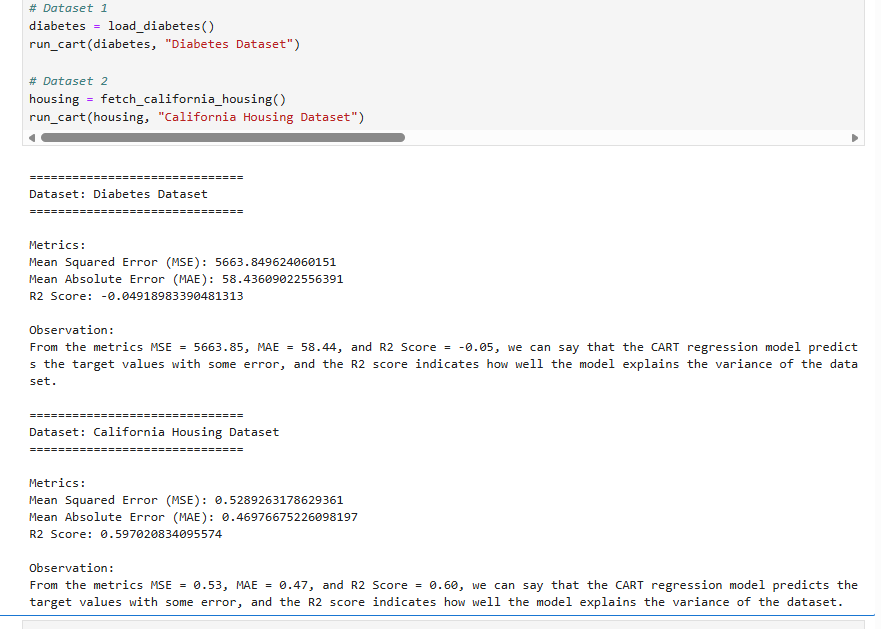 # Dataset 1
diabetes = load_diabetes()
run_cart(diabetes, "Diabetes Dataset")
# Dataset 2
housing = fetch_california_housing()
run_cart(housing, "California Housing Dataset")
==============================
Dataset: Diabetes Dataset
==============================
Metrics:
Mean Squared Error (MSE): 5663.849624060151
Mean Absolute Error (MAE): 58.43609022556391
R2 Score: -0.04918983390481313
Observation:
From the metrics MSE = 5663.85, MAE = 58.44, and R2 Score = -0.05, we can say that the CART regression model predict
s the target values with some error, and the R2 score indicates how well the model explains the variance of the data
set.
==============================
Dataset: California Housing Dataset
==============================
Metrics:
Mean Squared Error (MSE): 0.5289263178629361
Mean Absolute Error (MAE): 0.46976675226098197
R2 Score: 0.597020834095574
Observation:
From the metrics MSE = 0.53, MAE = 0.47, and R2 Score = 0.60, we can say that the CART regression model predicts the
target values with some error, and the R2 score indicates how well the model explains the variance of the dataset.